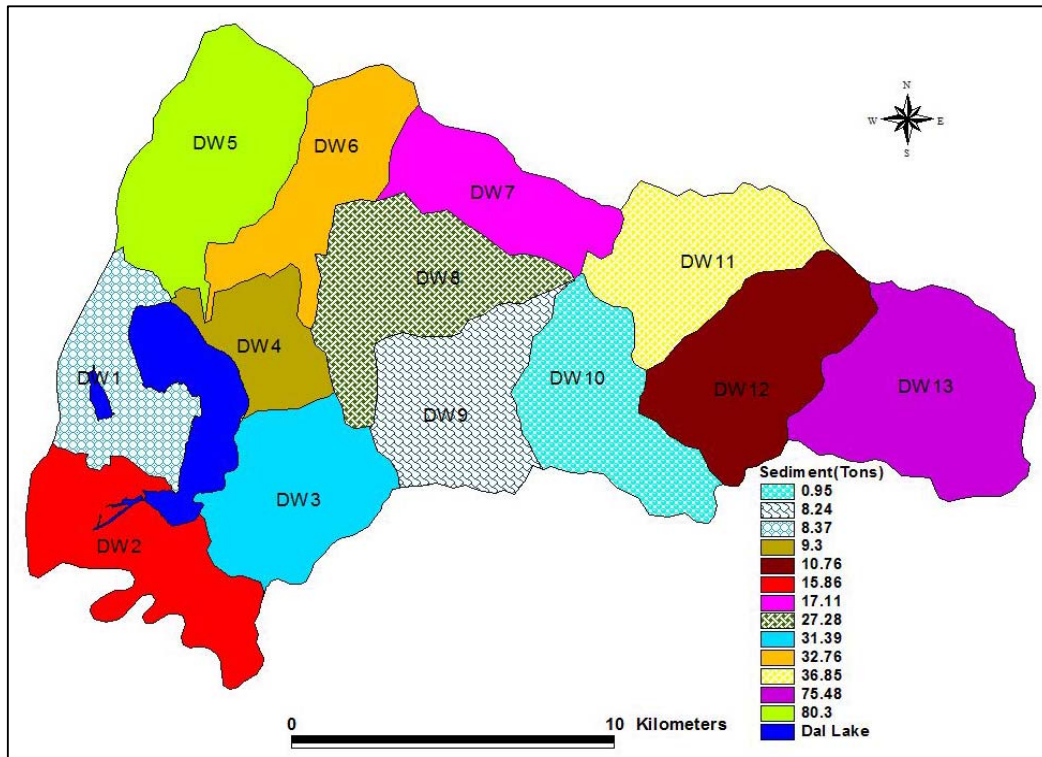 N
W E
S
DW5
DW6
DW7
DW8
DW11
DW4
DW1
DW10
DW9
DW12
DW13
DW3
DW2
Sediment(Tons)
0.95
8.24
8.37
9.3
10.76
15.86
17.11
27.28
31.39
32.76
36.85
75.48
80.3
Dal Lake
0 10 Kilometers